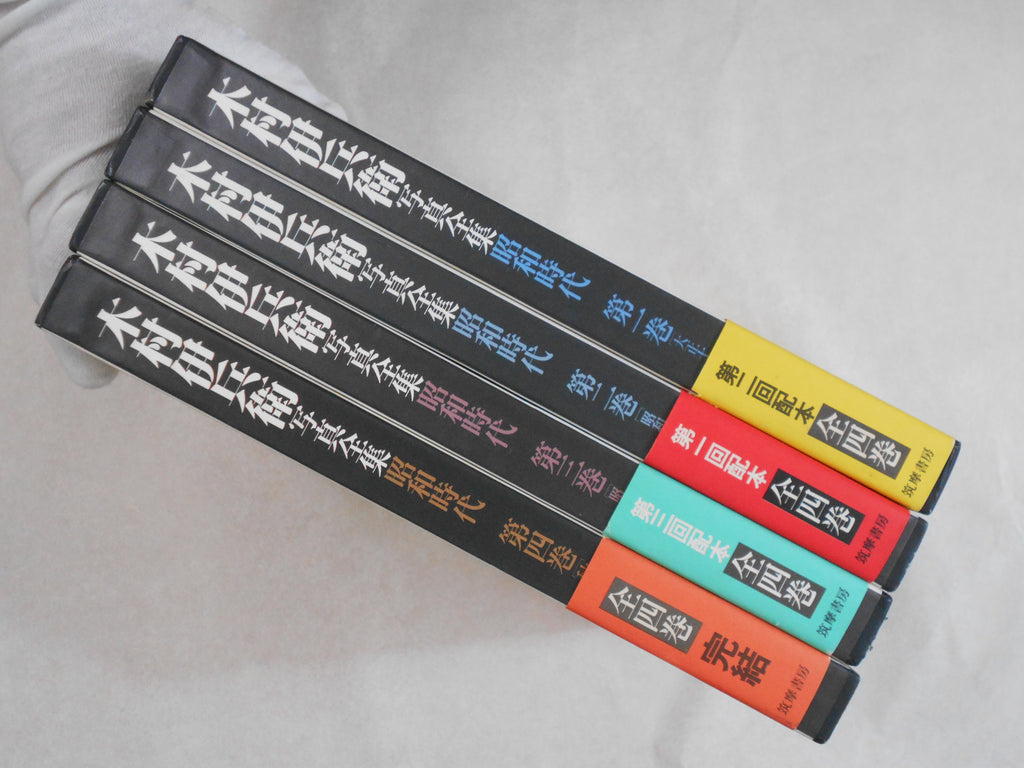 木村伊兵衛写真全集昭和時代 第一巻
第二回配本 全四巻 筑摩書房
木村伊兵衛写真全集昭和時代 第二巻
第一回配本 全四巻 筑摩書房
木村伊兵衛写真全集昭和時代 第三巻
第三回配本 全四巻 筑摩書房
木村伊兵衛写真全集昭和時代 第四巻
全四巻 完結 筑摩書房